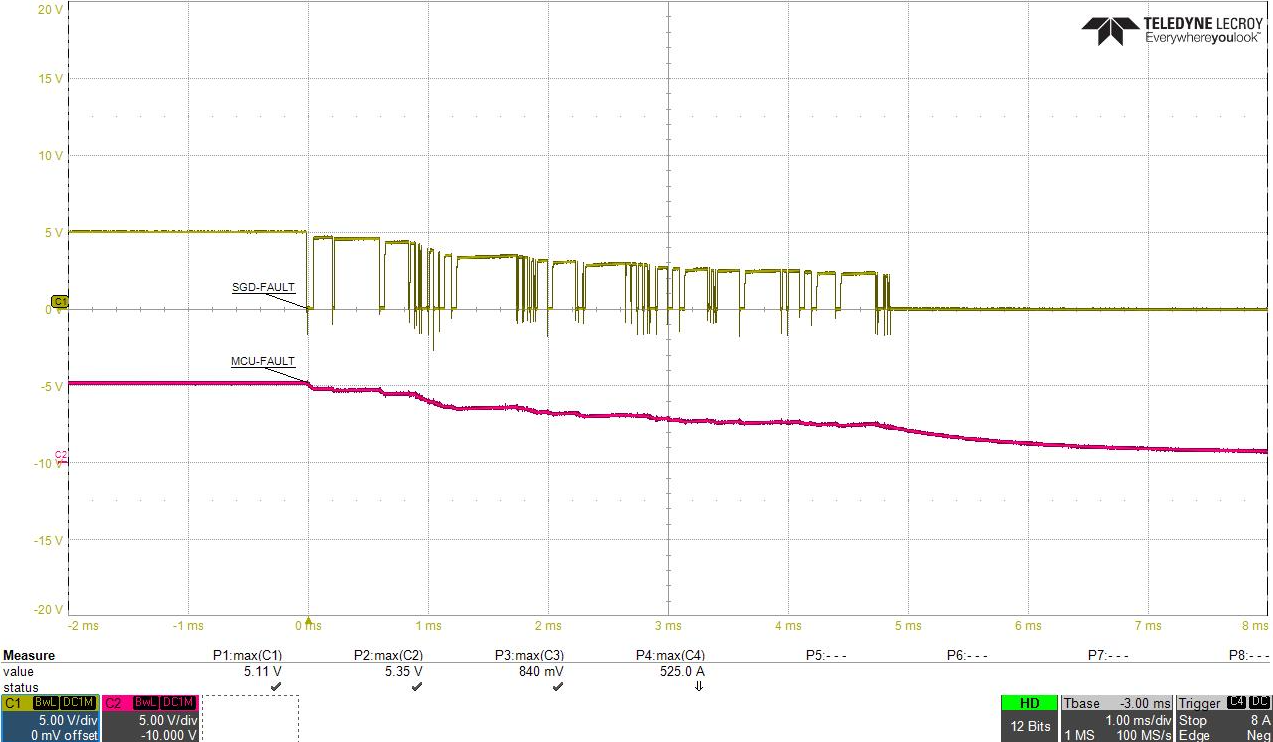 20 V
TELEDYNE LECROY
Everywhereyoulook™
15 V
10 V
5 V
SGD-FAULT
C1
0 V
MCU-FAULT
-5 V
C2
-10 V
-15 V
-20 V
-2 ms -1 ms 0 ms 1 ms 2 ms 3 ms 4 ms 5 ms 6 ms 7 ms 8 ms
Measure P1:max(C1) P2:max(C2) P3:max(C3) P4:max(C4) P5:- - - P6:- - - P7:- - - P8:- - -
value 5.11 V 5.35 V 840 mV 525.0 A
status
C1 BwL DC1M C2 BwL DC1M HD Tbase -3.00 ms Trigger C4 DC
5.00 V/div 5.00 V/div 12 Bits 1.00 ms/div Stop 8 A
0 mV offset -10.000 V 1 MS 100 MS/s Edge Neg